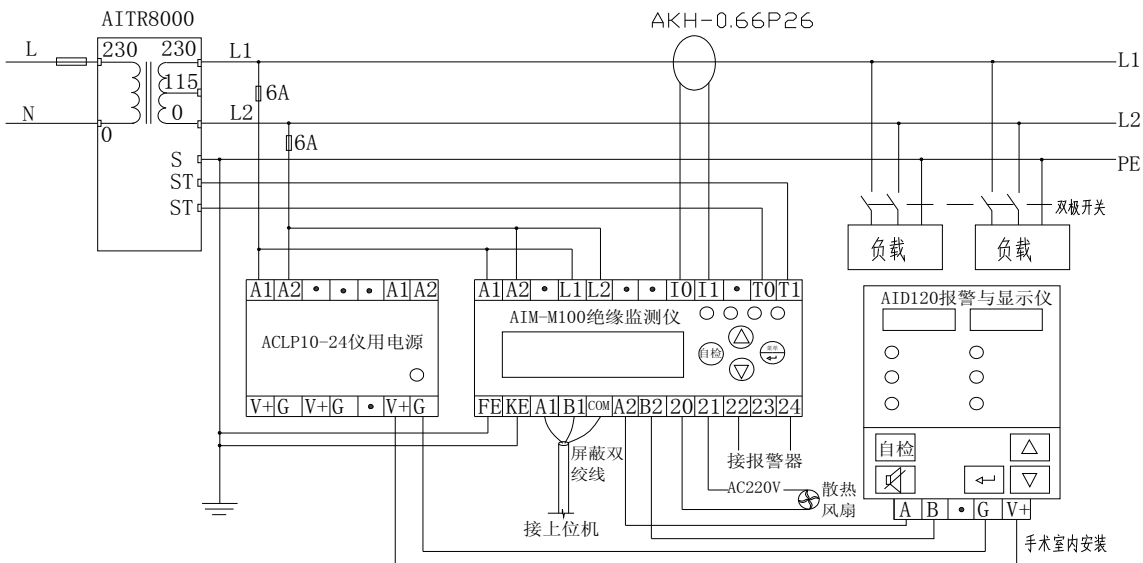 AITR8000
AKH-0.66P26
L
230 230
L1
L1
115
6A
N
0
0
L2
L2
6A
S
PE
ST
ST
双极开关
负载
负载
A1 A2 • • • A1 A2
ACLP10-24仪用电源
V+ G V+ G • V+ G
A1 A2 • L1 L2 • • I0 I1 • T0 T1
AIM-M100绝缘监测仪
自检
FE KE A1 B1 COM A2 B2 20 21 22 23 24
屏蔽双
绞线
接上位机
接报警器
AC220V
散热
风扇
AID120报警与显示仪
自检
A B • G V+
手术室内安装